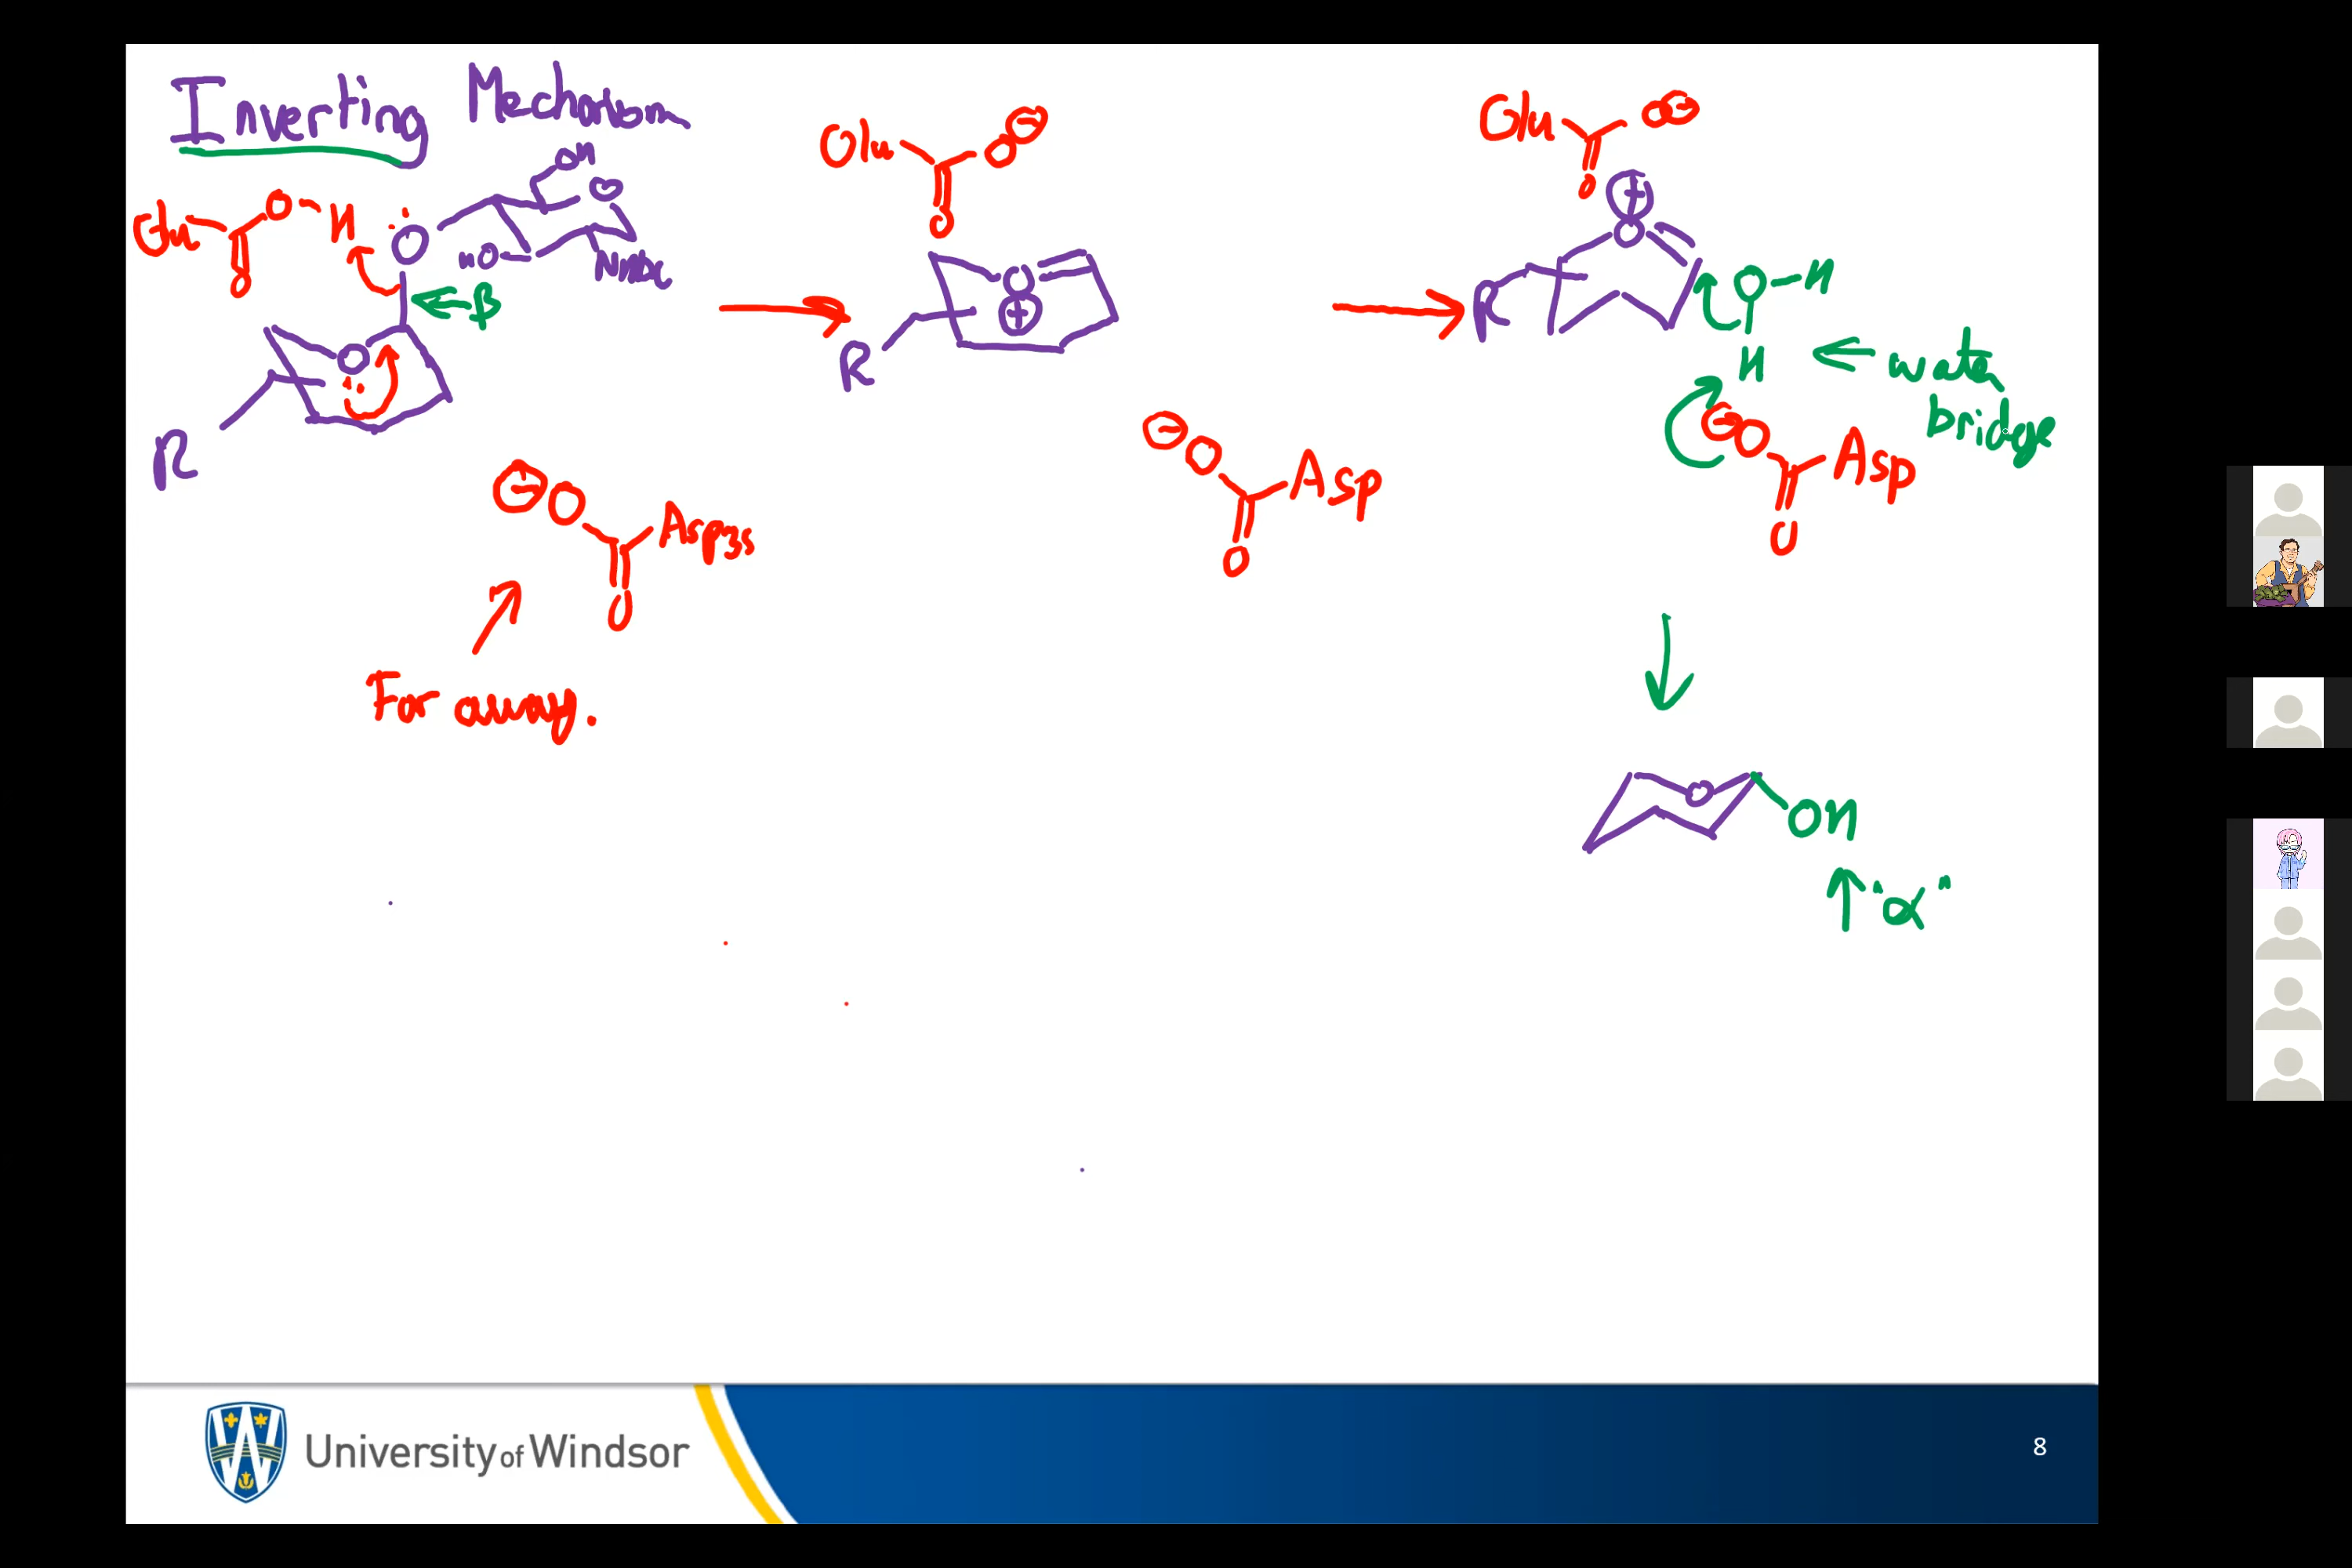 Inverting Mechanism
Glu
O
O-H
O
OH
O
HO
NHAc
← β
O
R
⊖O
Asp35
O
Far away.
Glu
O⊖
O
O
⊕
R
⊖O
Asp
O
Glu
O⊖
O
⊕
O
R
O-H
H
← water
bridge
⊖O
Asp
O
O
OH
↑ "α"
University of Windsor
8